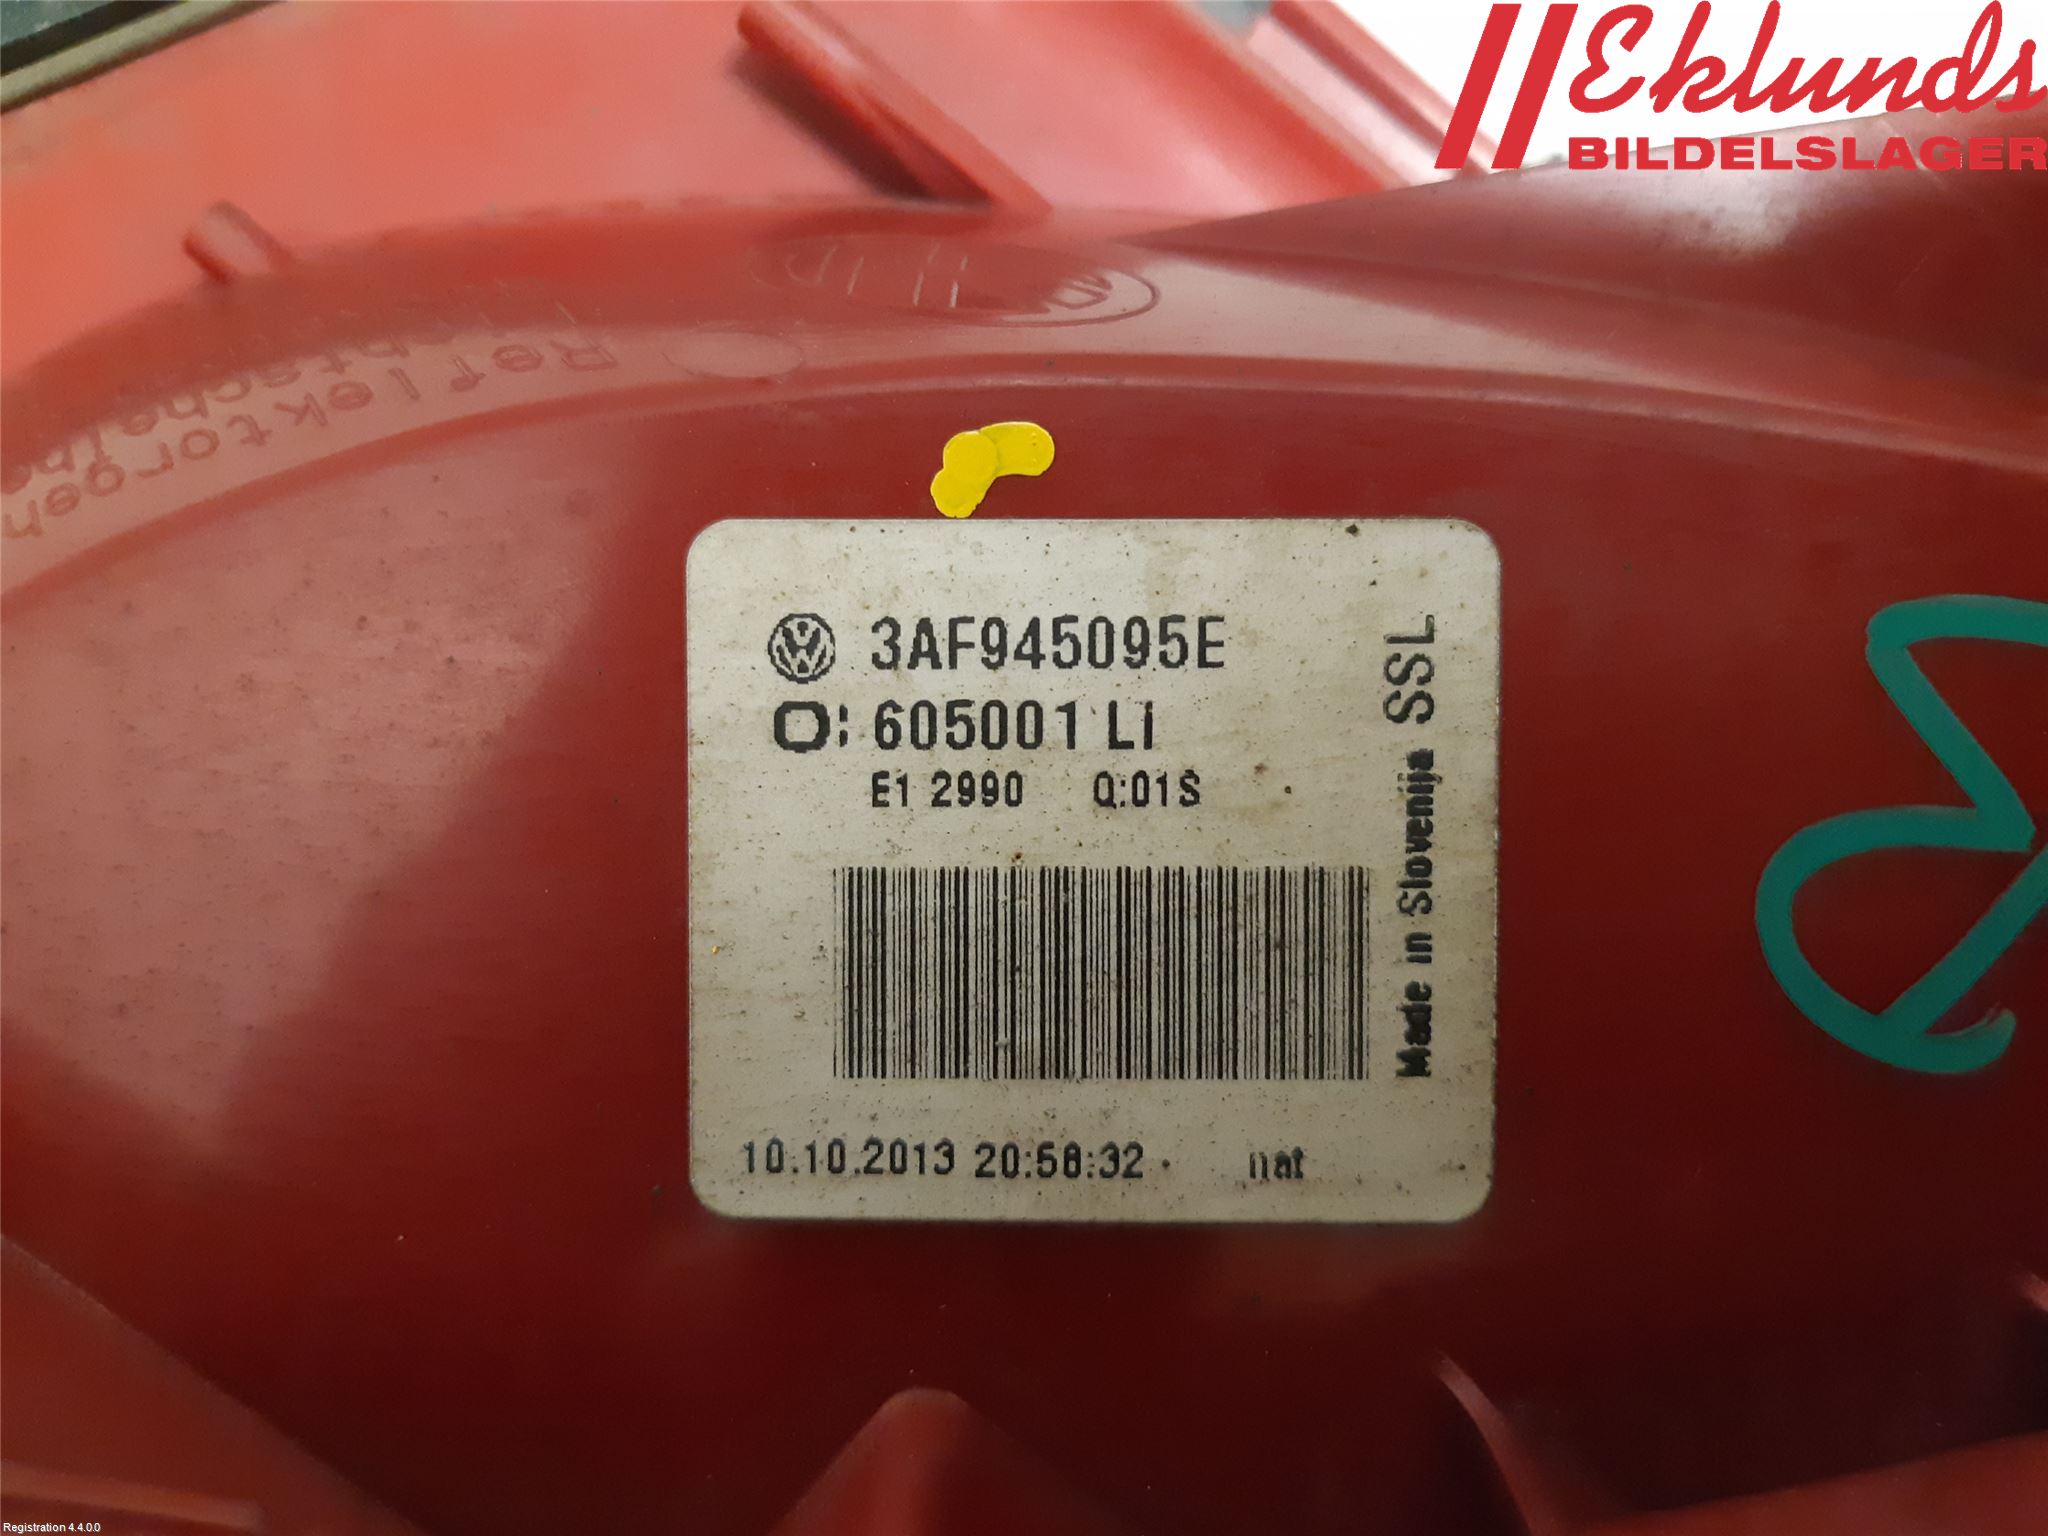 Eklunds
BILDELSLAGER
Reflektorgeh
3AF945095E
O: 605001 LI
E1 2990 Q:01S
Made in Slovenija SSL
10.10.2013 20:58:32 nat
Registration 4.4.0.0